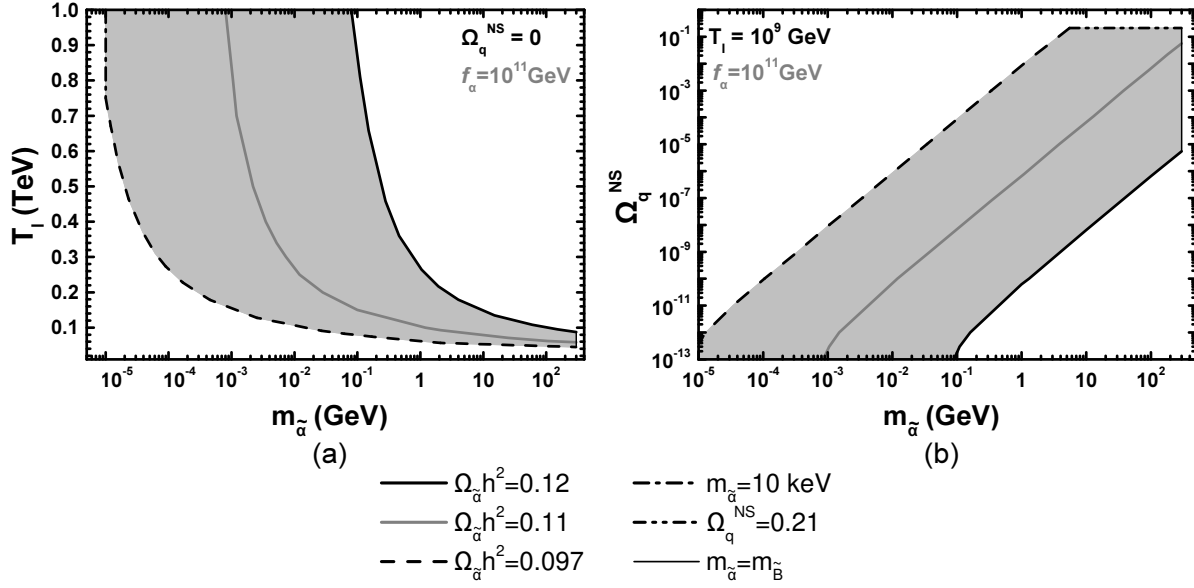 Ω_q^NS = 0
f_α=10^11GeV
T_I (TeV)
1.0
0.9
0.8
0.7
0.6
0.5
0.4
0.3
0.2
0.1
10^-5 10^-4 10^-3 10^-2 10^-1 1 10 10^2
m_α̃ (GeV)
(a)
T_I = 10^9 GeV
f_α=10^11GeV
Ω_q^NS
10^-1
10^-3
10^-5
10^-7
10^-9
10^-11
10^-13
10^-5 10^-4 10^-3 10^-2 10^-1 1 10 10^2
m_α̃ (GeV)
(b)
Ω_α̃h^2=0.12
Ω_α̃h^2=0.11
Ω_α̃h^2=0.097
m_α̃=10 keV
Ω_q^NS=0.21
m_α̃=m_B̃